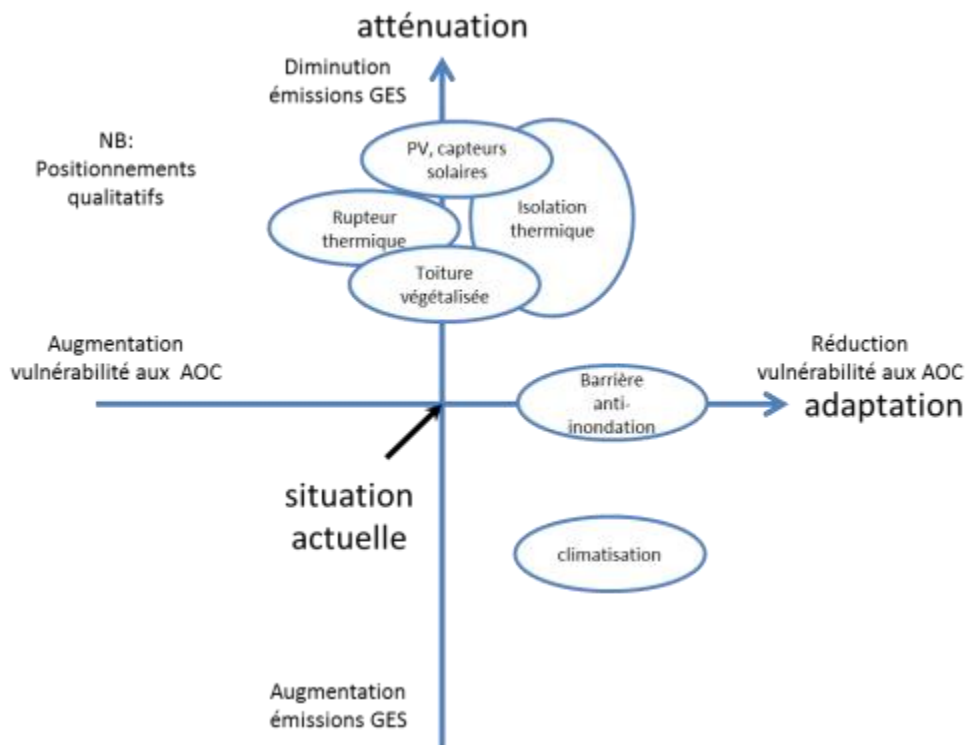 atténuation
Diminution
émissions GES
NB:
Positionnements
qualitatifs
PV, capteurs
solaires
Isolation
thermique
Rupteur
thermique
Toiture
végétalisée
Augmentation
vulnérabilité aux AOC
Réduction
vulnérabilité aux AOC
adaptation
Barrière
anti-
inondation
situation
actuelle
climatisation
Augmentation
émissions GES